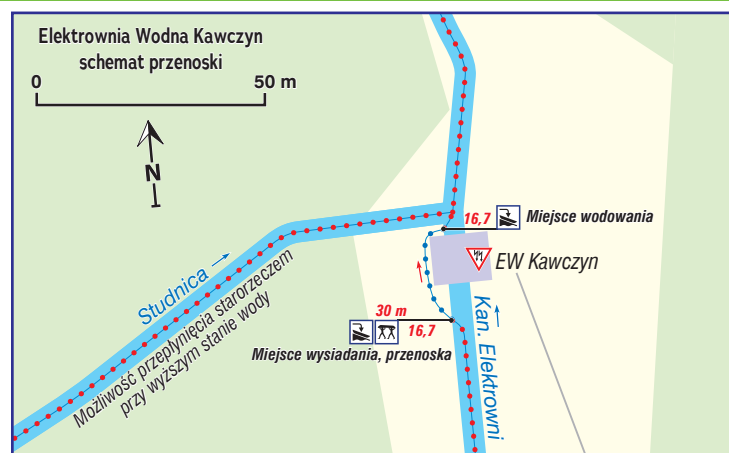 Elektrownia Wodna Kawczyn
schemat przenoski
0 50 m
N
Studnica
Możliwość przepłynięcia starorzeczem
przy wyższym stanie wody
16,7 Miejsce wodowania
EW Kawczyn
30 m
16,7
Miejsce wysiadania, przenoska
Kan. Elektrowni